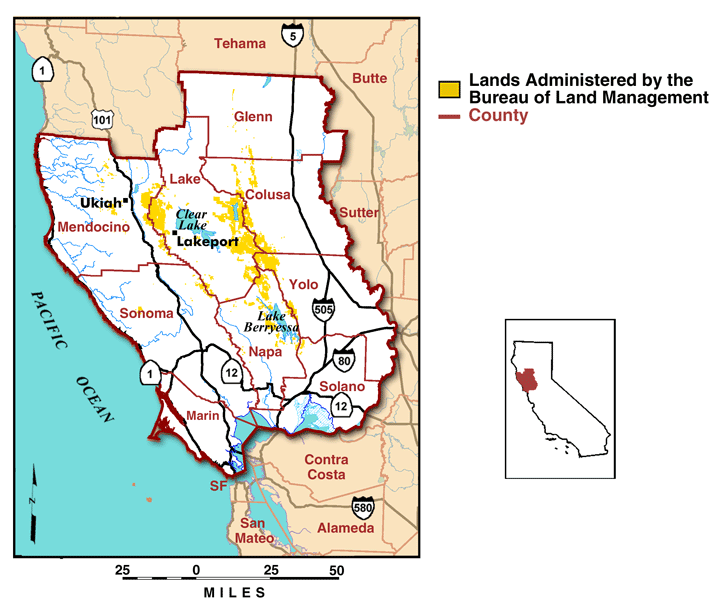 5
Tehama
Butte
1
101
Glenn
Lands Administered by the
Bureau of Land Management
County
Lake
Colusa
Ukiah
Clear
Lake
Sutter
Mendocino
Lakeport
Yolo
PACIFIC
OCEAN
Sonoma
505
Lake
Berryessa
Napa
80
1
12
Solano
12
Marin
Contra
Costa
SF
580
San
Mateo
Alameda
N
25 0 25 50
MILES